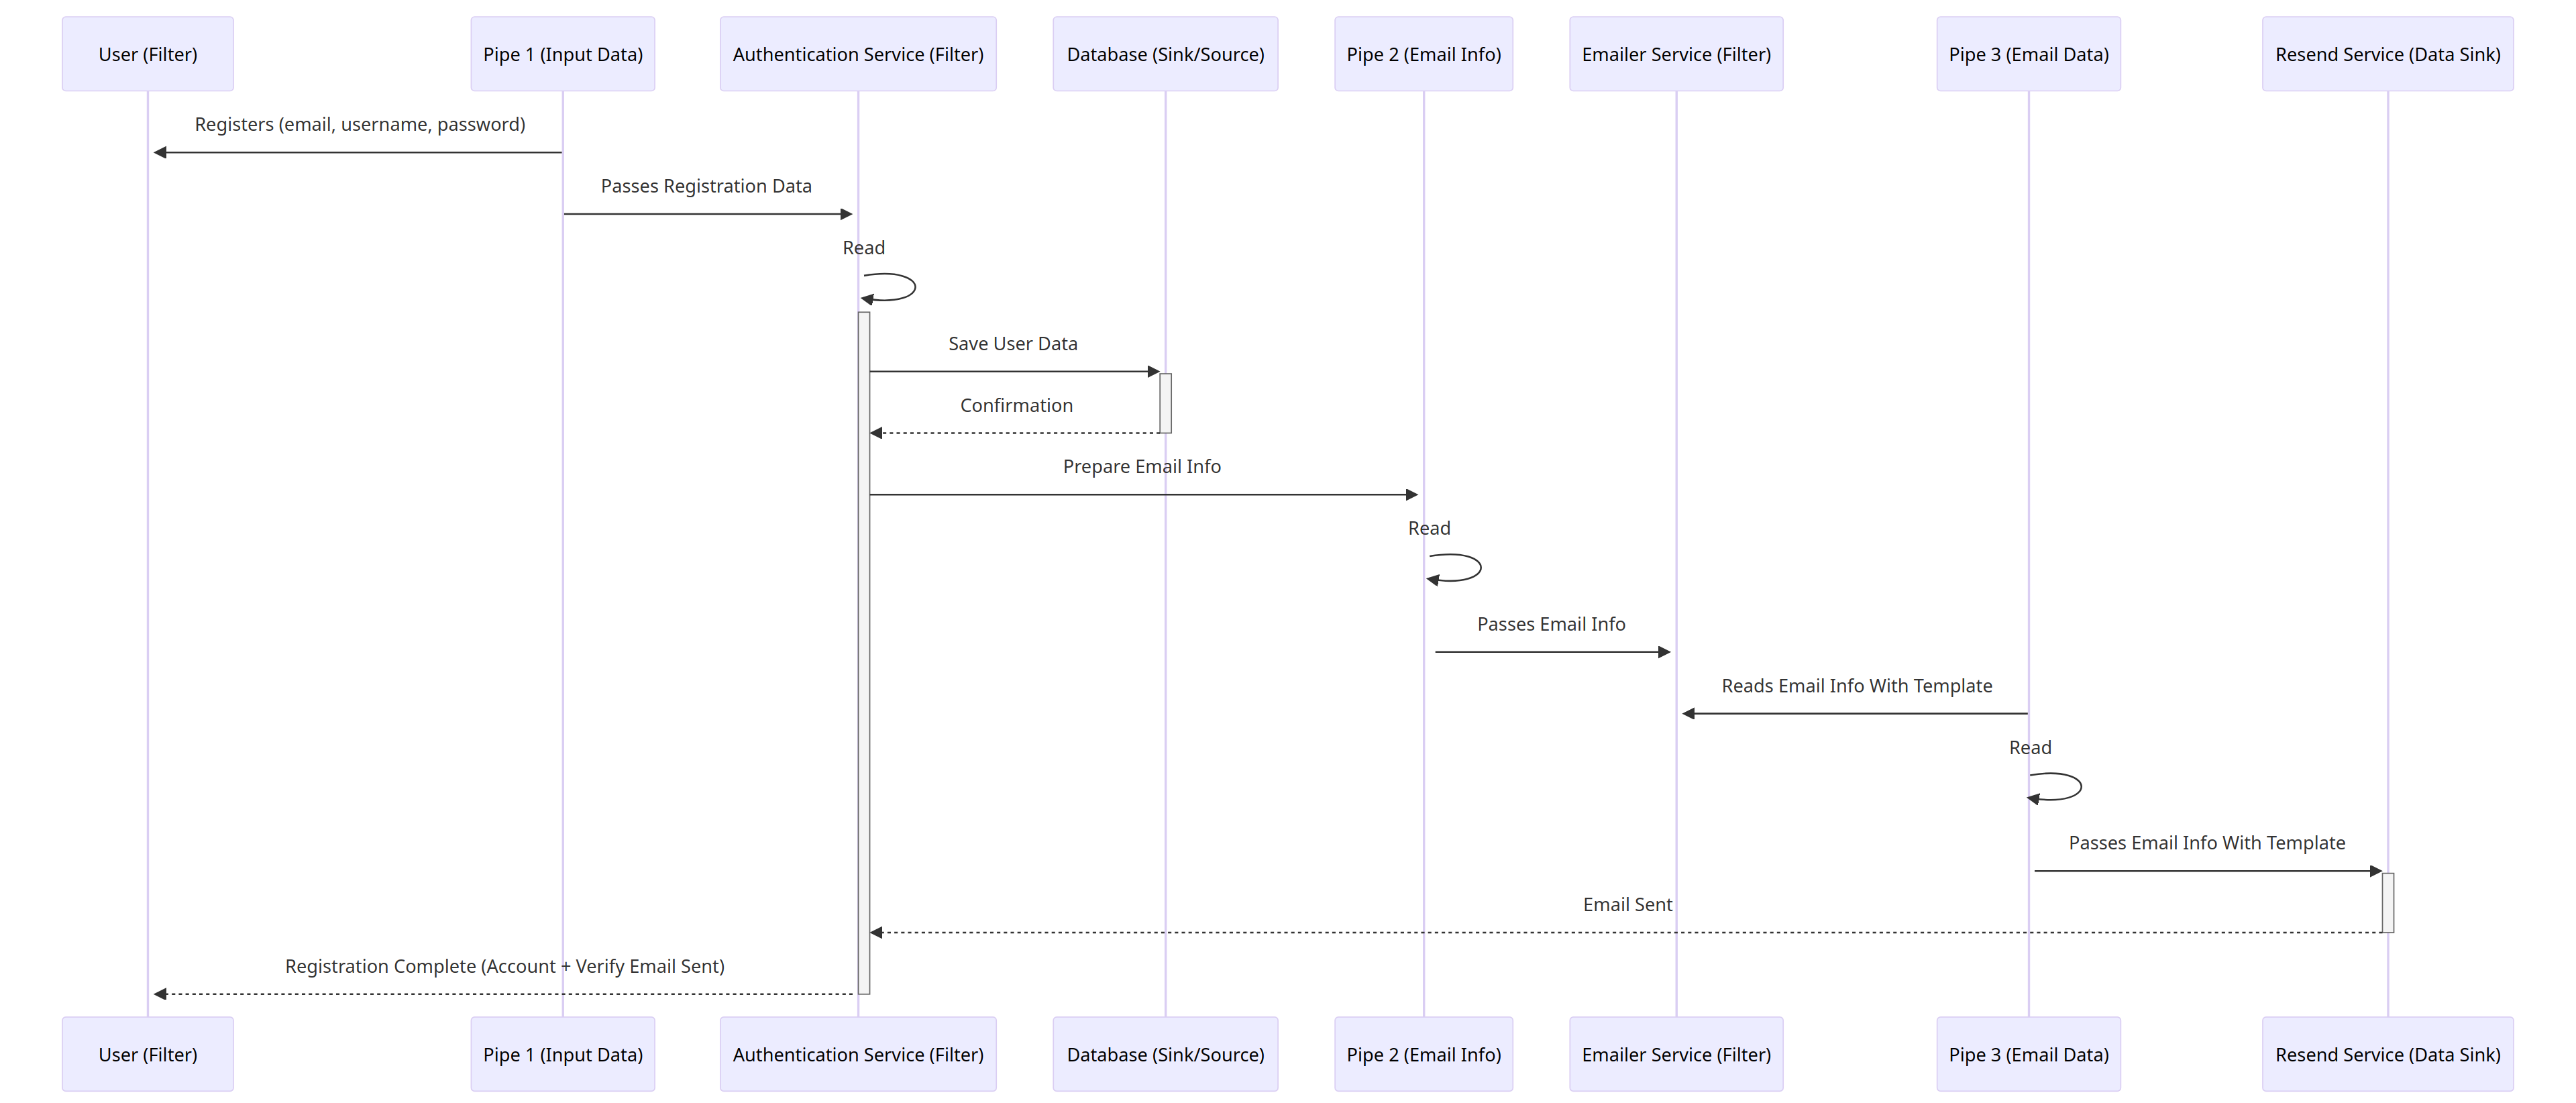 User (Filter)
Pipe 1 (Input Data)
Authentication Service (Filter)
Database (Sink/Source)
Pipe 2 (Email Info)
Emailer Service (Filter)
Pipe 3 (Email Data)
Resend Service (Data Sink)
Registers (email, username, password)
Passes Registration Data
Read
Save User Data
Confirmation
Prepare Email Info
Read
Passes Email Info
Reads Email Info With Template
Read
Passes Email Info With Template
Email Sent
Registration Complete (Account + Verify Email Sent)
User (Filter)
Pipe 1 (Input Data)
Authentication Service (Filter)
Database (Sink/Source)
Pipe 2 (Email Info)
Emailer Service (Filter)
Pipe 3 (Email Data)
Resend Service (Data Sink)